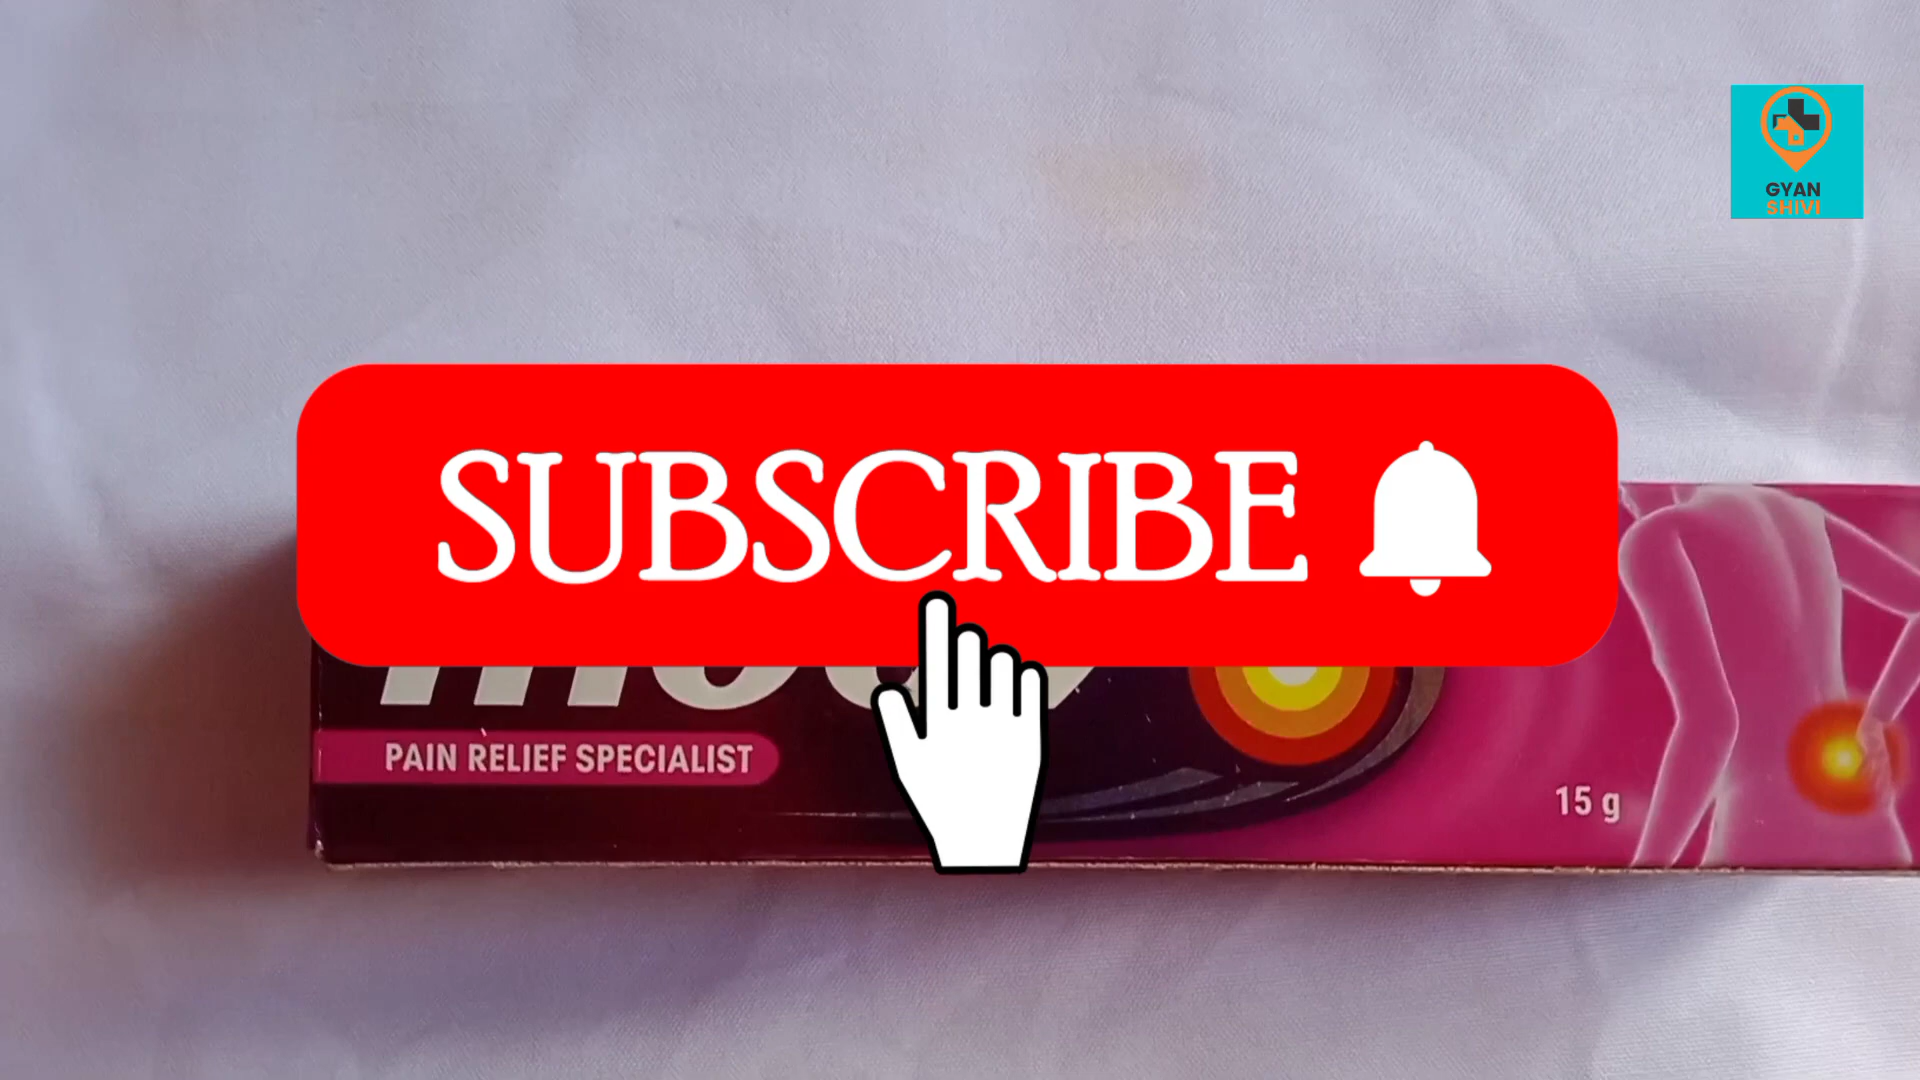 GYAN
SHIVI
SUBSCRIBE
PAIN RELIEF SPECIALIST
15 g